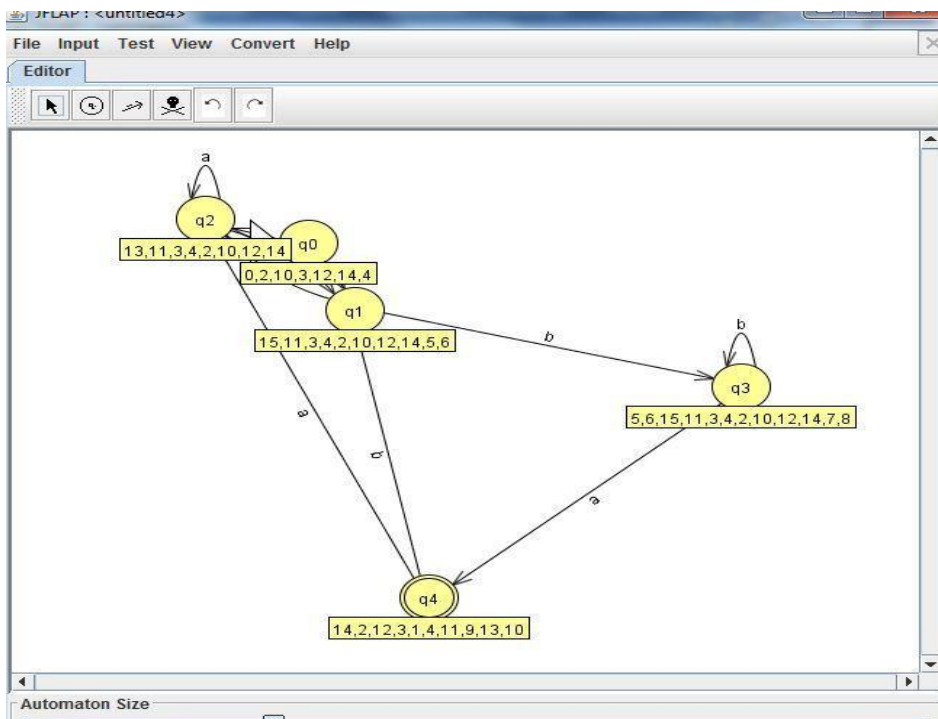 JFLAP : <untitled4>
File Input Test View Convert Help
Editor
a
q2
13,11,3,4,2,10,12,14
q0
0,2,10,3,12,14,4
q1
15,11,3,4,2,10,12,14,5,6
b
b
q3
5,6,15,11,3,4,2,10,12,14,7,8
a
b
a
q4
14,2,12,3,1,4,11,9,13,10
Automaton Size